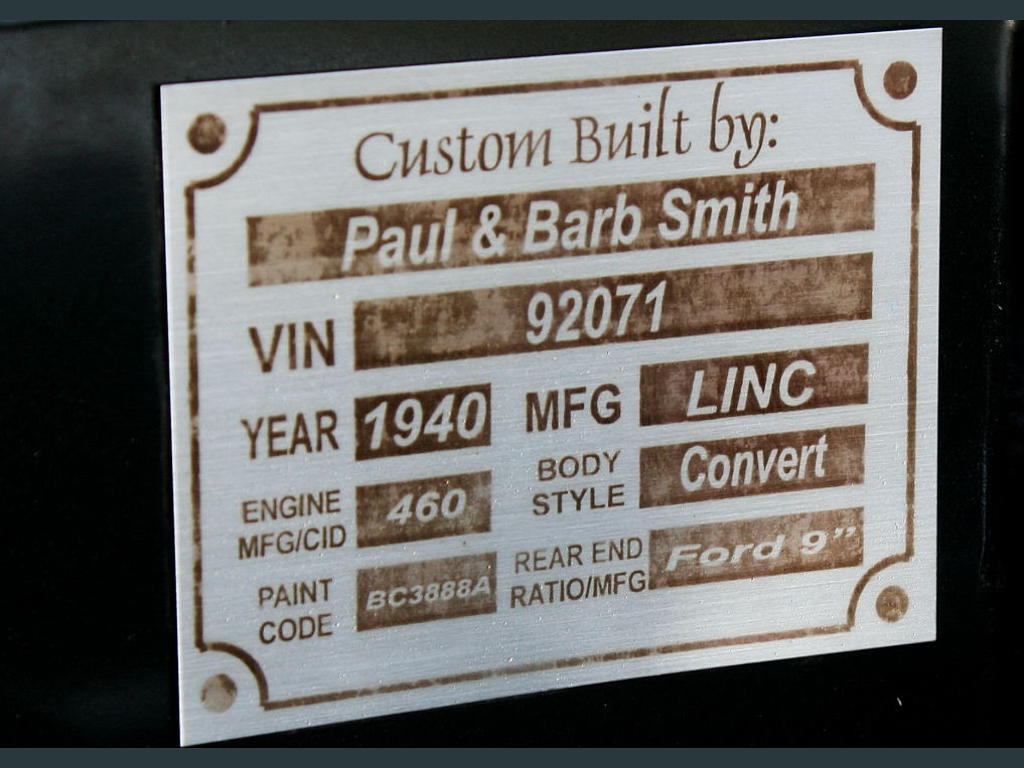 Custom Built by:
Paul & Barb Smith
VIN 92071
YEAR 1940 MFG LINC
ENGINE MFG/CID 460 BODY STYLE Convert
PAINT CODE BC3888A REAR END RATIO/MFG Ford 9”